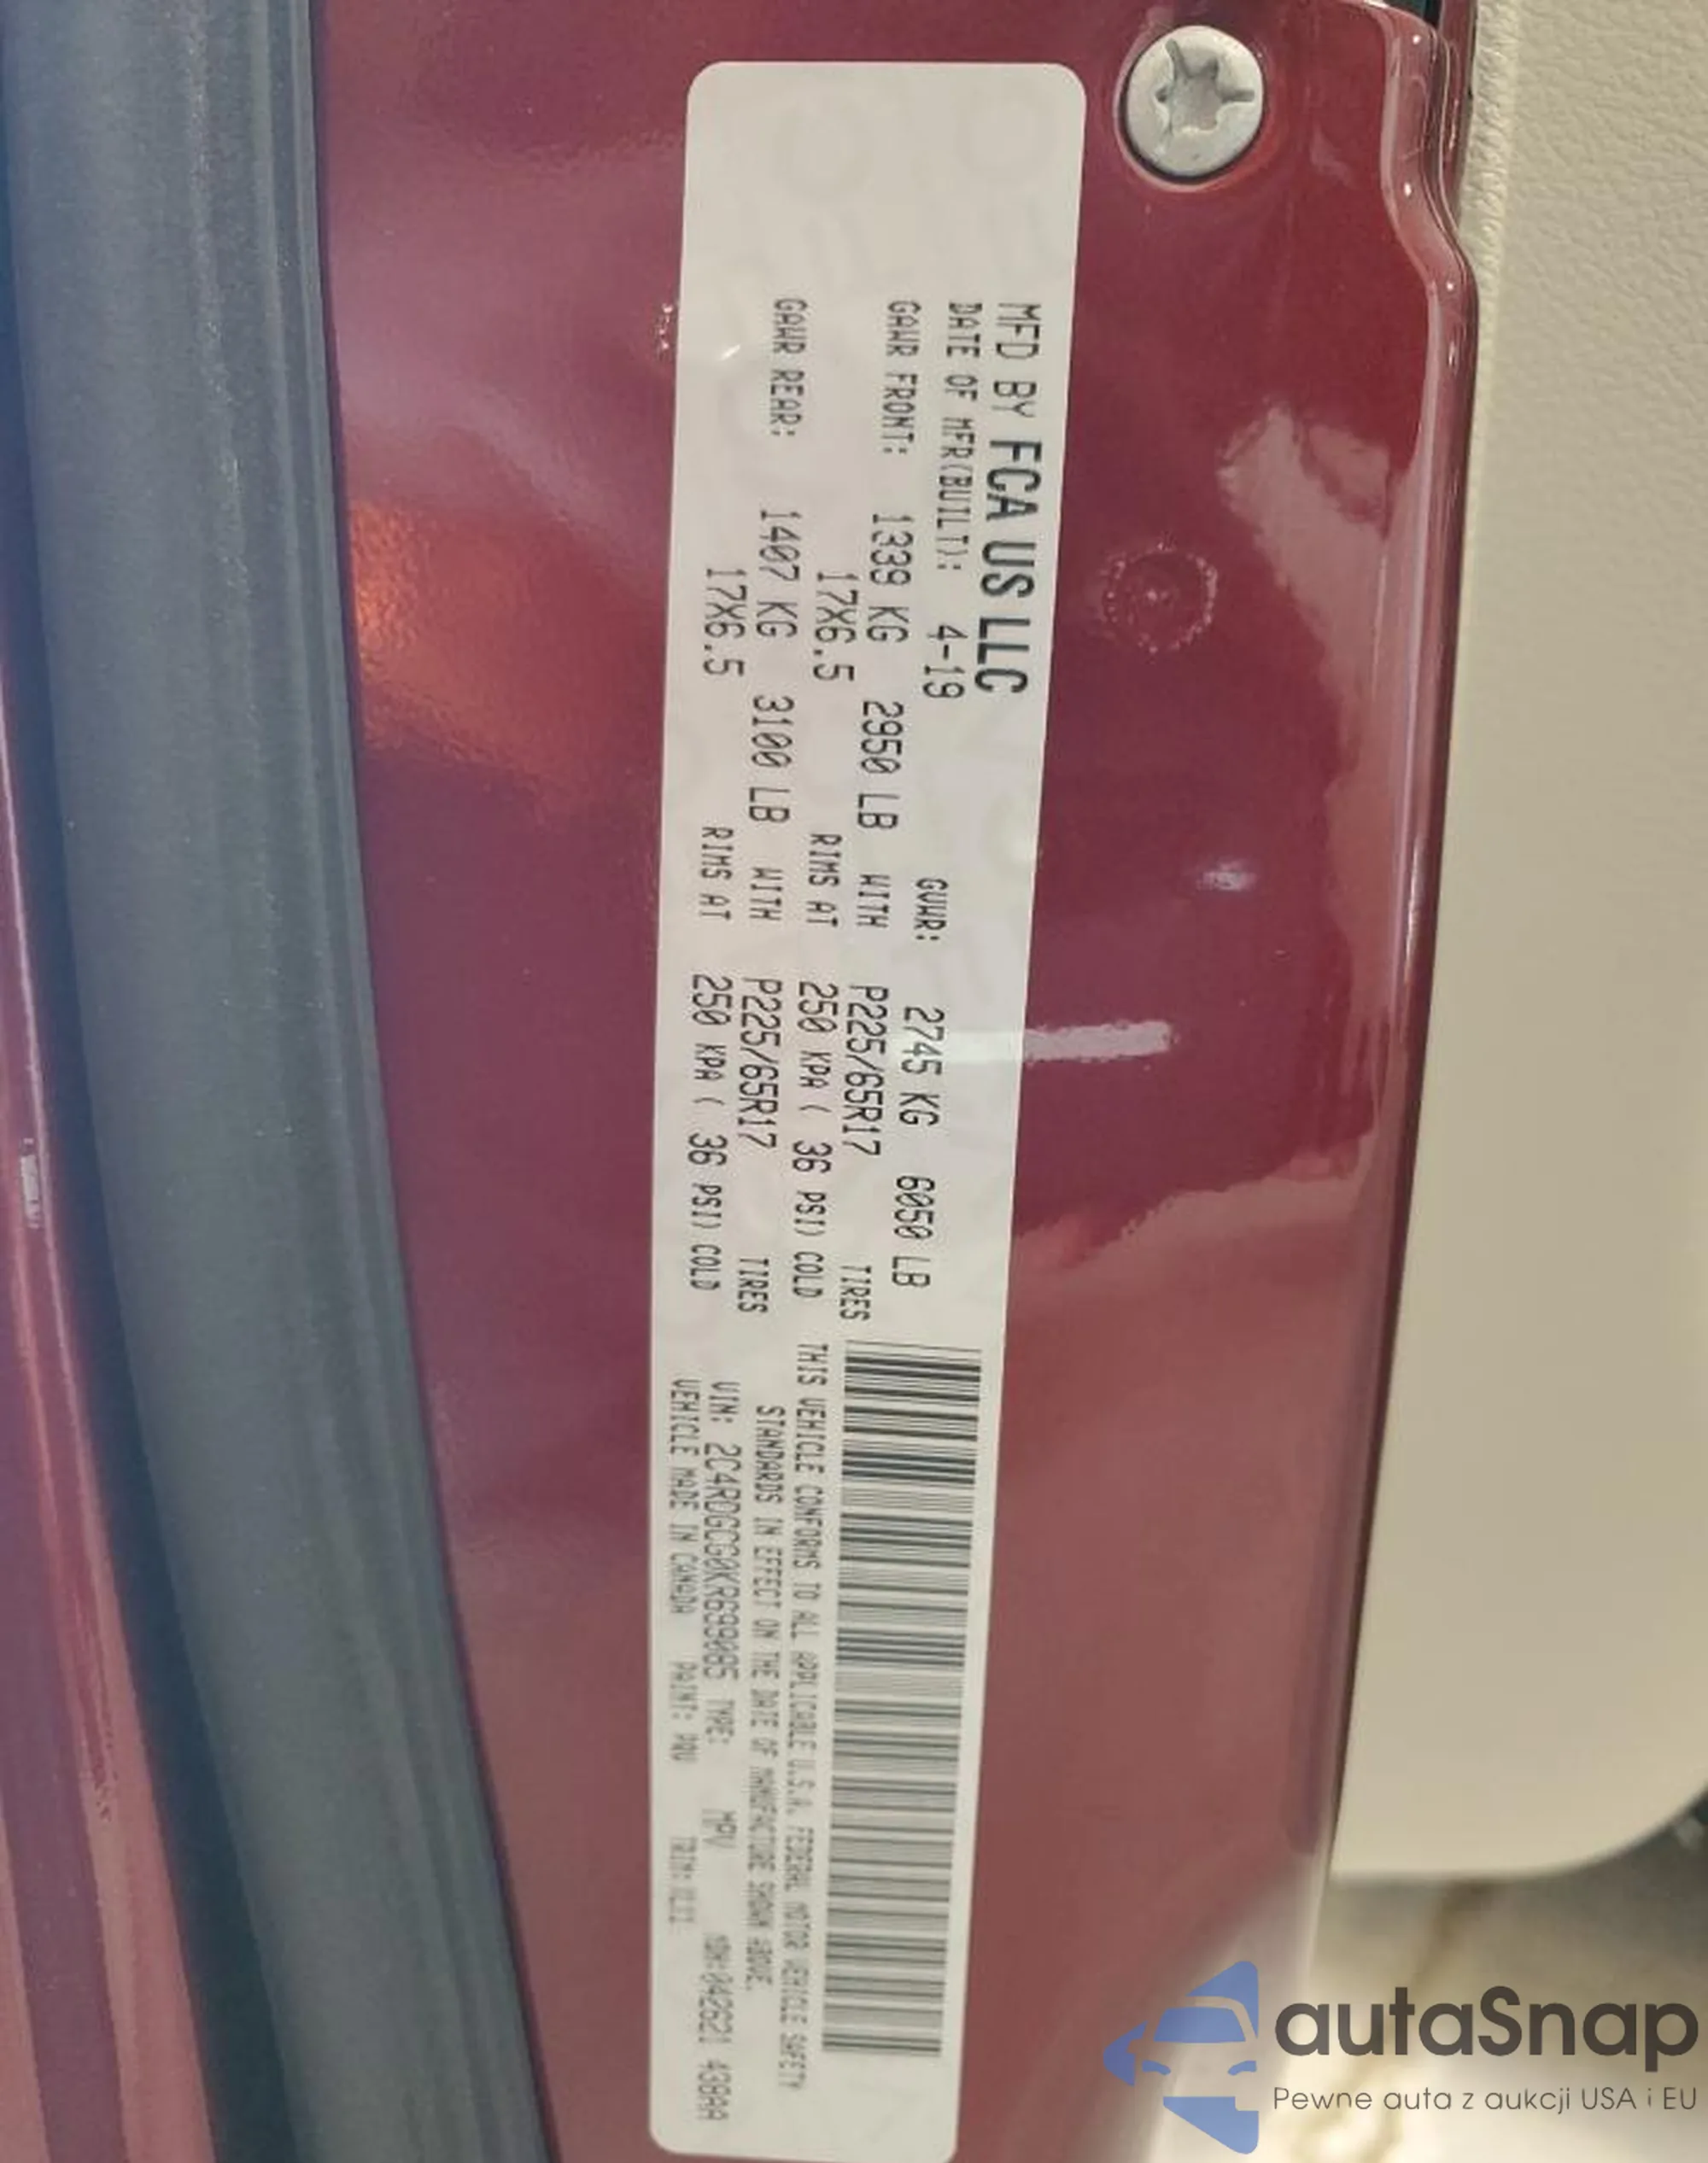 MFD BY FCA US LLC
DATE OF MFR(BUILT): 4-19 GVWR: 2745 KG 6050 LB
GAWR FRONT: 1339 KG 2950 LB WITH P225/65R17 TIRES
17X6.5 RIMS AT 250 KPA ( 36 PSI) COLD
GAWR REAR: 1407 KG 3100 LB WITH P225/65R17 TIRES
17X6.5 RIMS AT 250 KPA ( 36 PSI) COLD
THIS VEHICLE CONFORMS TO ALL APPLICABLE U.S.A. FEDERAL MOTOR VEHICLE SAFETY
STANDARDS IN EFFECT ON THE DATE OF MANUFACTURE SHOWN ABOVE.
VIN: 2C4RDGCG0KR699085 TYPE: MPV
VEHICLE MADE IN CANADA PAINT: PRV TRIM:
autaSnap
Pewne auta z aukcji USA i EU